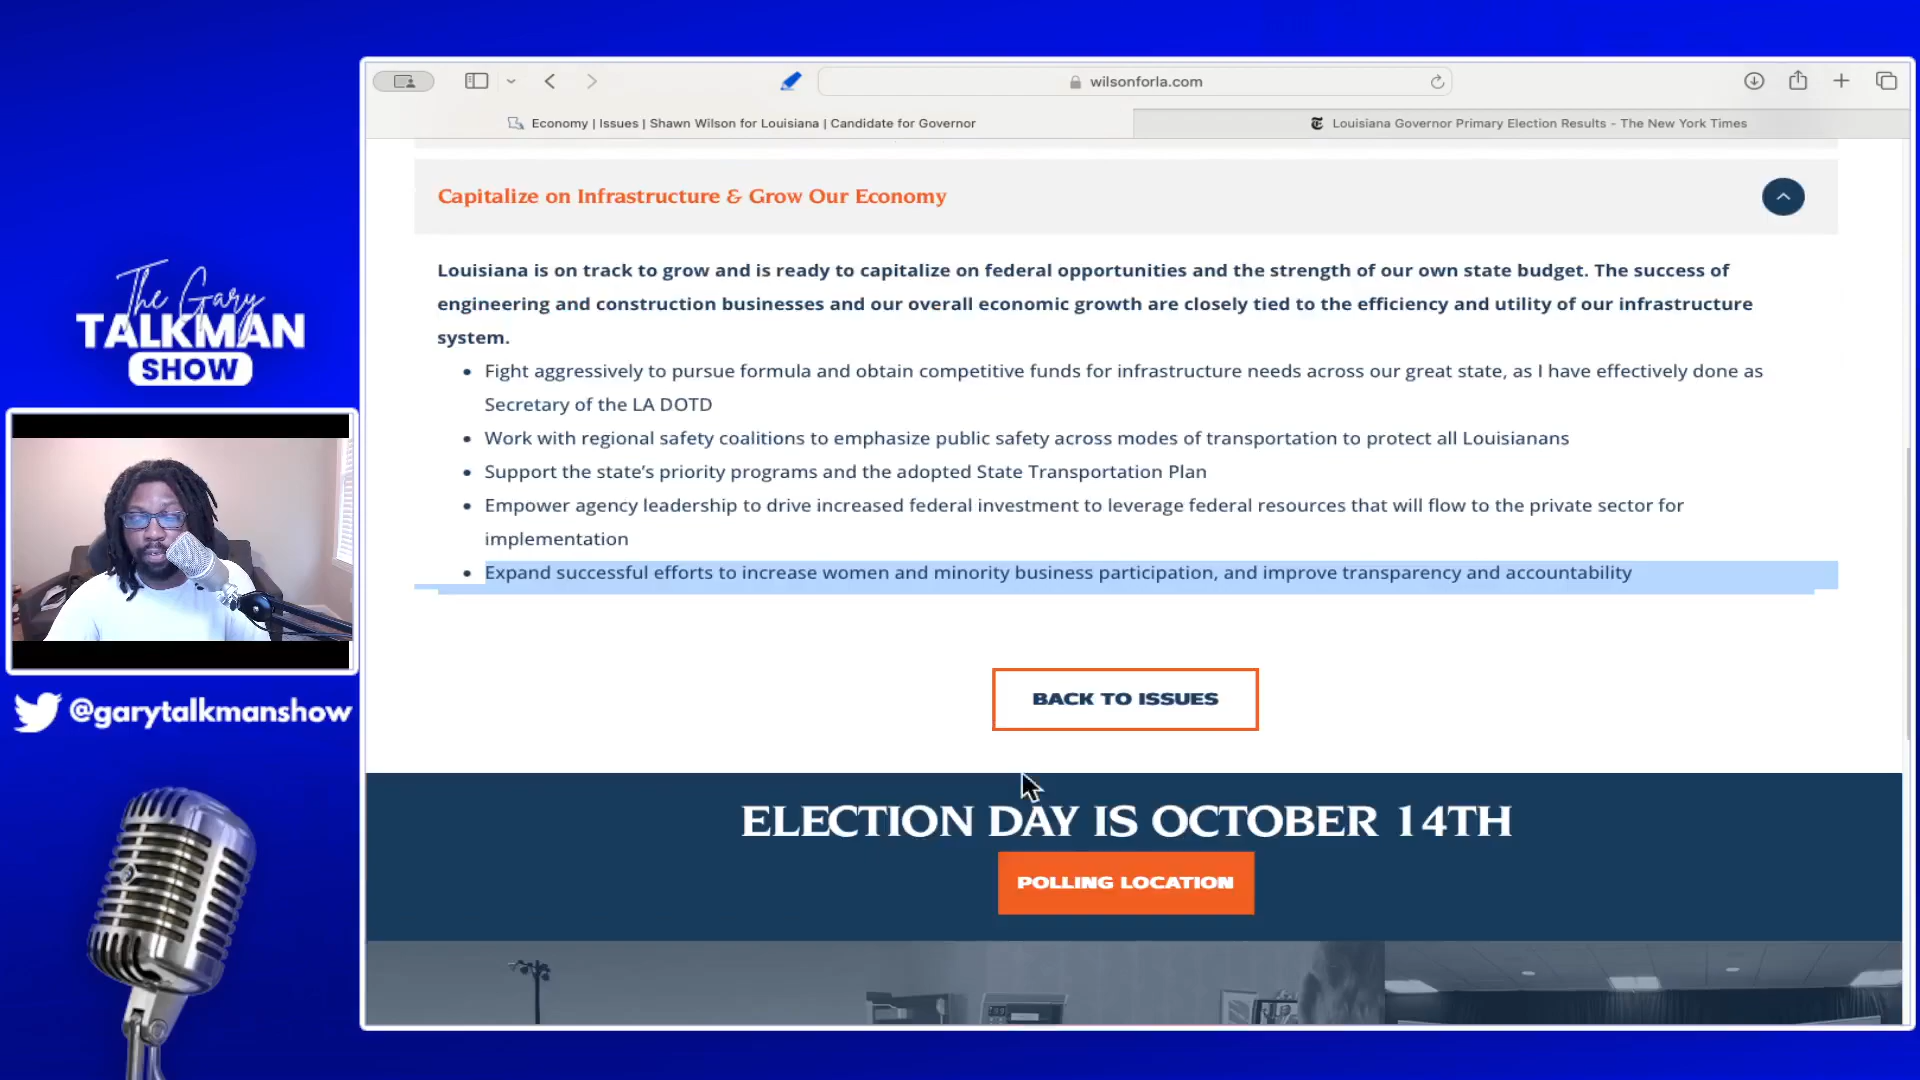 wilsonforla.com
Economy | Issues | Shawn Wilson for Louisiana | Candidate for Governor
Louisiana Governor Primary Election Results - The New York Times
Capitalize on Infrastructure & Grow Our Economy
Louisiana is on track to grow and is ready to capitalize on federal opportunities and the strength of our own state budget. The success of
engineering and construction businesses and our overall economic growth are closely tied to the efficiency and utility of our infrastructure
system.
• Fight aggressively to pursue formula and obtain competitive funds for infrastructure needs across our great state, as I have effectively done as
Secretary of the LA DOTD
• Work with regional safety coalitions to emphasize public safety across modes of transportation to protect all Louisianans
• Support the state's priority programs and the adopted State Transportation Plan
• Empower agency leadership to drive increased federal investment to leverage federal resources that will flow to the private sector for
implementation
• Expand successful efforts to increase women and minority business participation, and improve transparency and accountability
BACK TO ISSUES
ELECTION DAY IS OCTOBER 14TH
POLLING LOCATION
The Gary
TALKMAN
SHOW
@garytalkmanshow